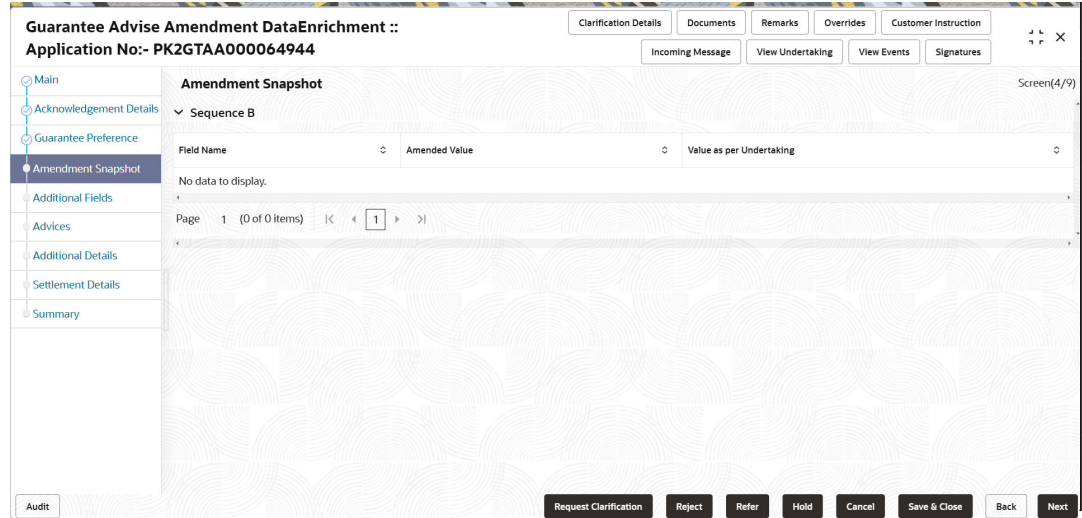 Guarantee Advise Amendment DataEnrichment ::
Application No:- PK2GTAA000064944
Clarification Details
Documents
Remarks
Overrides
Customer Instruction
Incoming Message
View Undertaking
View Events
Signatures
Main
Acknowledgement Details
Guarantee Preference
Amendment Snapshot
Additional Fields
Advices
Additional Details
Settlement Details
Summary
Amendment Snapshot
Screen(4/9)
Sequence B
Field Name
Amended Value
Value as per Undertaking
No data to display.
Page 1 (0 of 0 items) 1
Audit
Request Clarification
Reject
Refer
Hold
Cancel
Save & Close
Back
Next